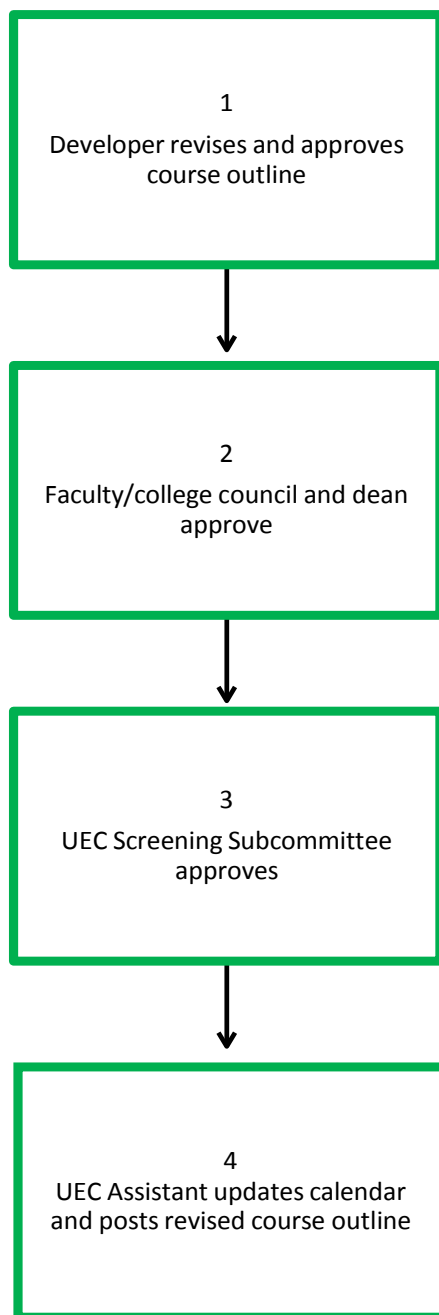 1
Developer revises and approves
course outline
2
Faculty/college council and dean
approve
3
UEC Screening Subcommittee
approves
4
UEC Assistant updates calendar
and posts revised course outline